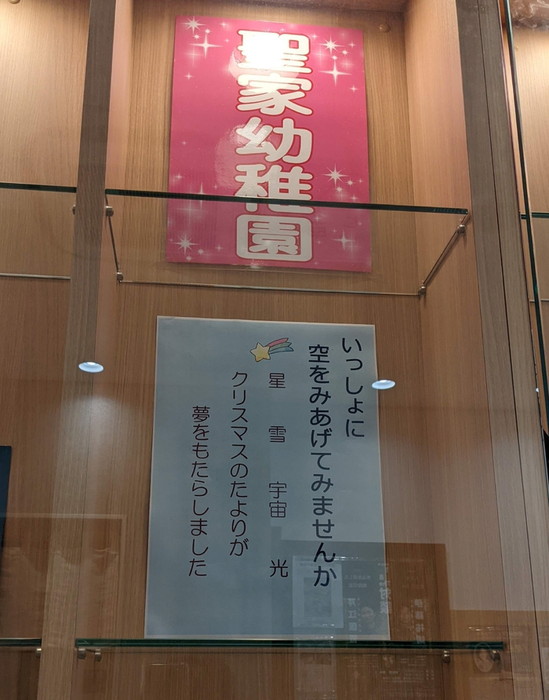 聖家幼稚園
いっしょに
空をみあげてみませんか
星 雪 宇宙 光
クリスマスのたよりが
夢をもたらしました